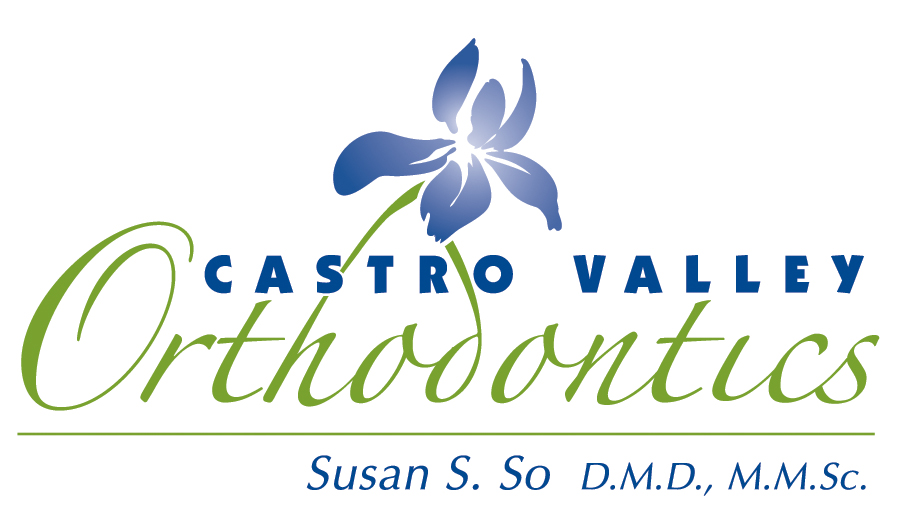 CASTRO VALLEY
Orthodontics
Susan S. So D.M.D., M.M.Sc.